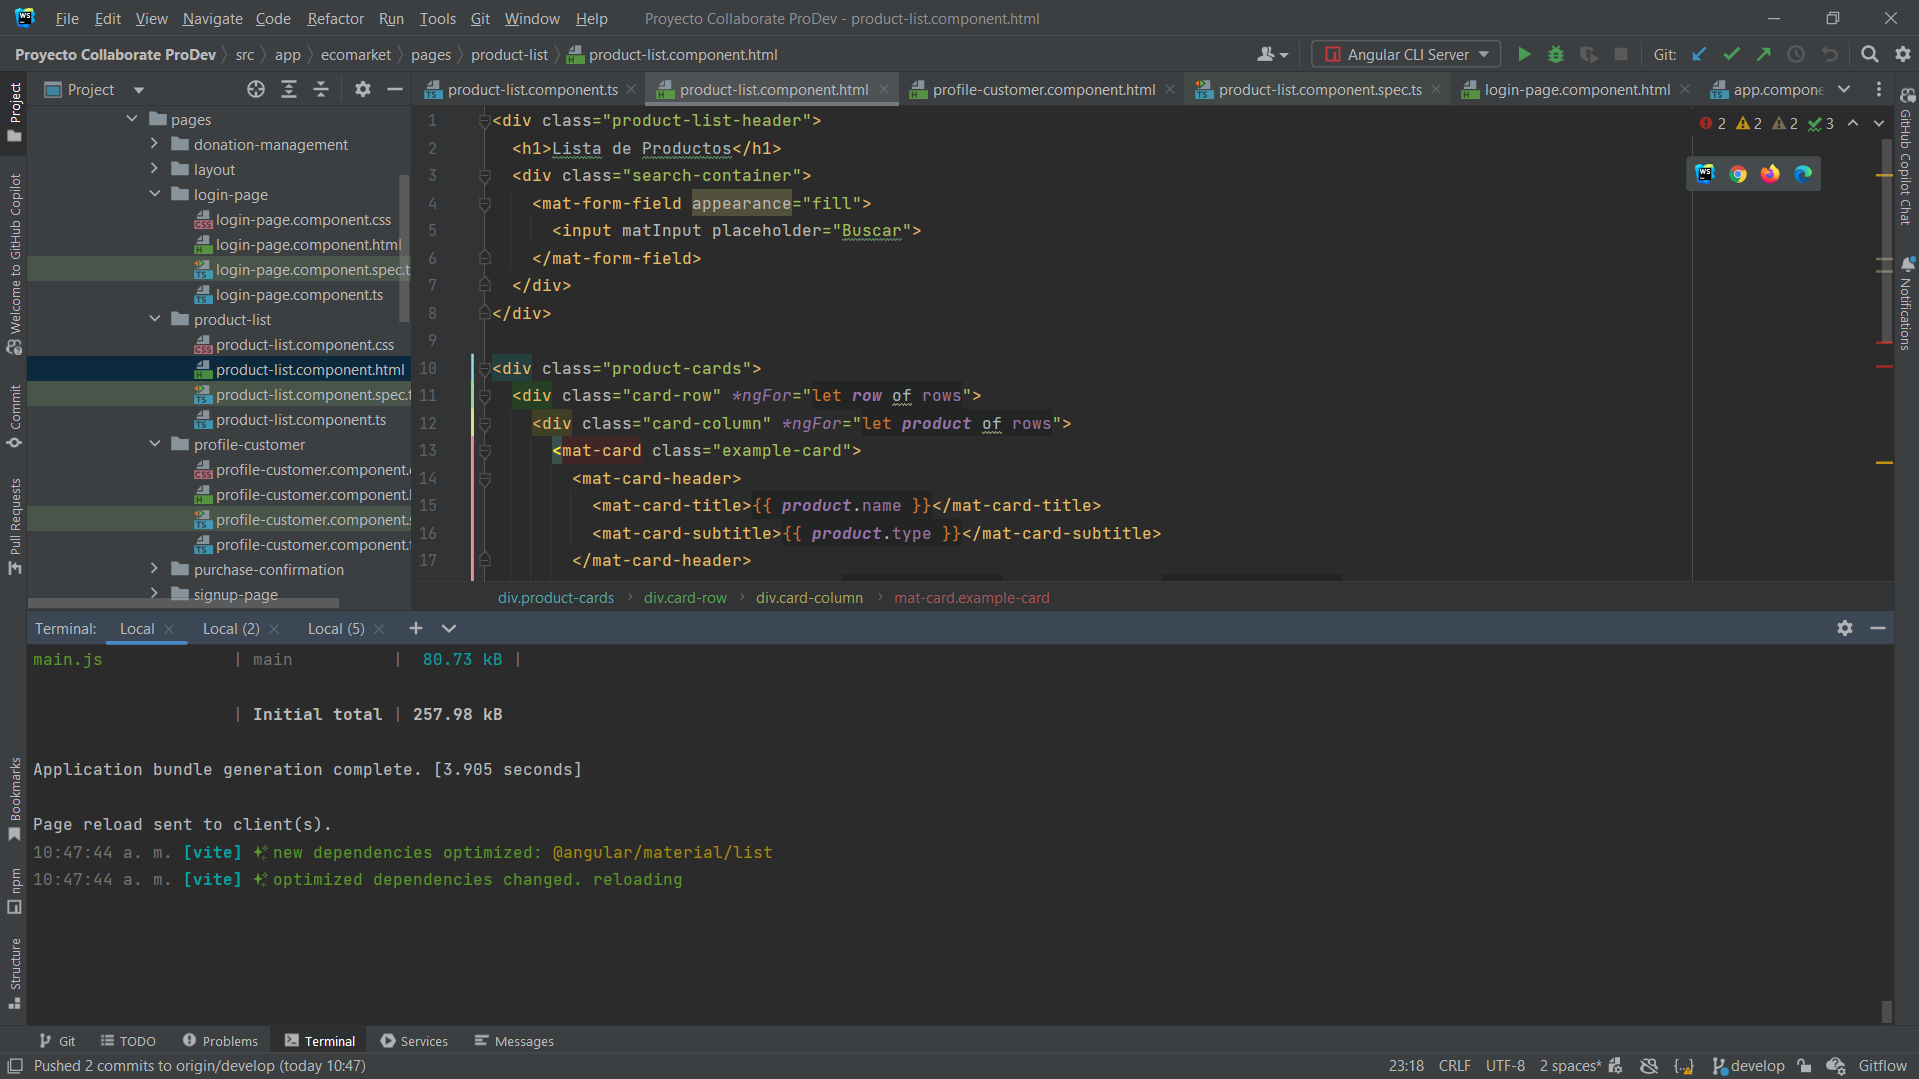 File Edit View Navigate Code Refactor Run Tools Git Window Help Proyecto Collaborate ProDev - product-list.component.html
Proyecto Collaborate ProDev src app ecomarket pages product-list product-list.component.html Angular CLI Server Git:
Project product-list.component.ts product-list.component.html profile-customer.component.html product-list.component.spec.ts login-page.component.html app.compone
pages
donation-management
layout
login-page
login-page.component.css
login-page.component.html
login-page.component.spec.t
login-page.component.ts
product-list
product-list.component.css
product-list.component.html
product-list.component.spec.t
product-list.component.ts
profile-customer
profile-customer.component.
profile-customer.component.
profile-customer.component.
profile-customer.component.
purchase-confirmation
signup-page
1 <div class="product-list-header">
2 <h1>Lista de Productos</h1>
3 <div class="search-container">
4 <mat-form-field appearance="fill">
5 <input matInput placeholder="Buscar">
6 </mat-form-field>
7 </div>
8 </div>
9
10 <div class="product-cards">
11 <div class="card-row" *ngFor="let row of rows">
12 <div class="card-column" *ngFor="let product of rows">
13 <mat-card class="example-card">
14 <mat-card-header>
15 <mat-card-title>{{ product.name }}</mat-card-title>
16 <mat-card-subtitle>{{ product.type }}</mat-card-subtitle>
17 </mat-card-header>
2 2 2 3
div.product-cards div.card-row div.card-column mat-card.example-card
Project
Welcome to GitHub Copilot
Commit
Pull Requests
Bookmarks
npm
Structure
GitHub Copilot Chat
Notifications
Terminal: Local Local (2) Local (5)
main.js | main | 80.73 kB |
| Initial total | 257.98 kB
Application bundle generation complete. [3.905 seconds]
Page reload sent to client(s).
10:47:44 a. m. [vite] ✨ new dependencies optimized: @angular/material/list
10:47:44 a. m. [vite] ✨ optimized dependencies changed. reloading
Git TODO Problems Terminal Services Messages
Pushed 2 commits to origin/develop (today 10:47) 23:18 CRLF UTF-8 2 spaces* develop Gitflow